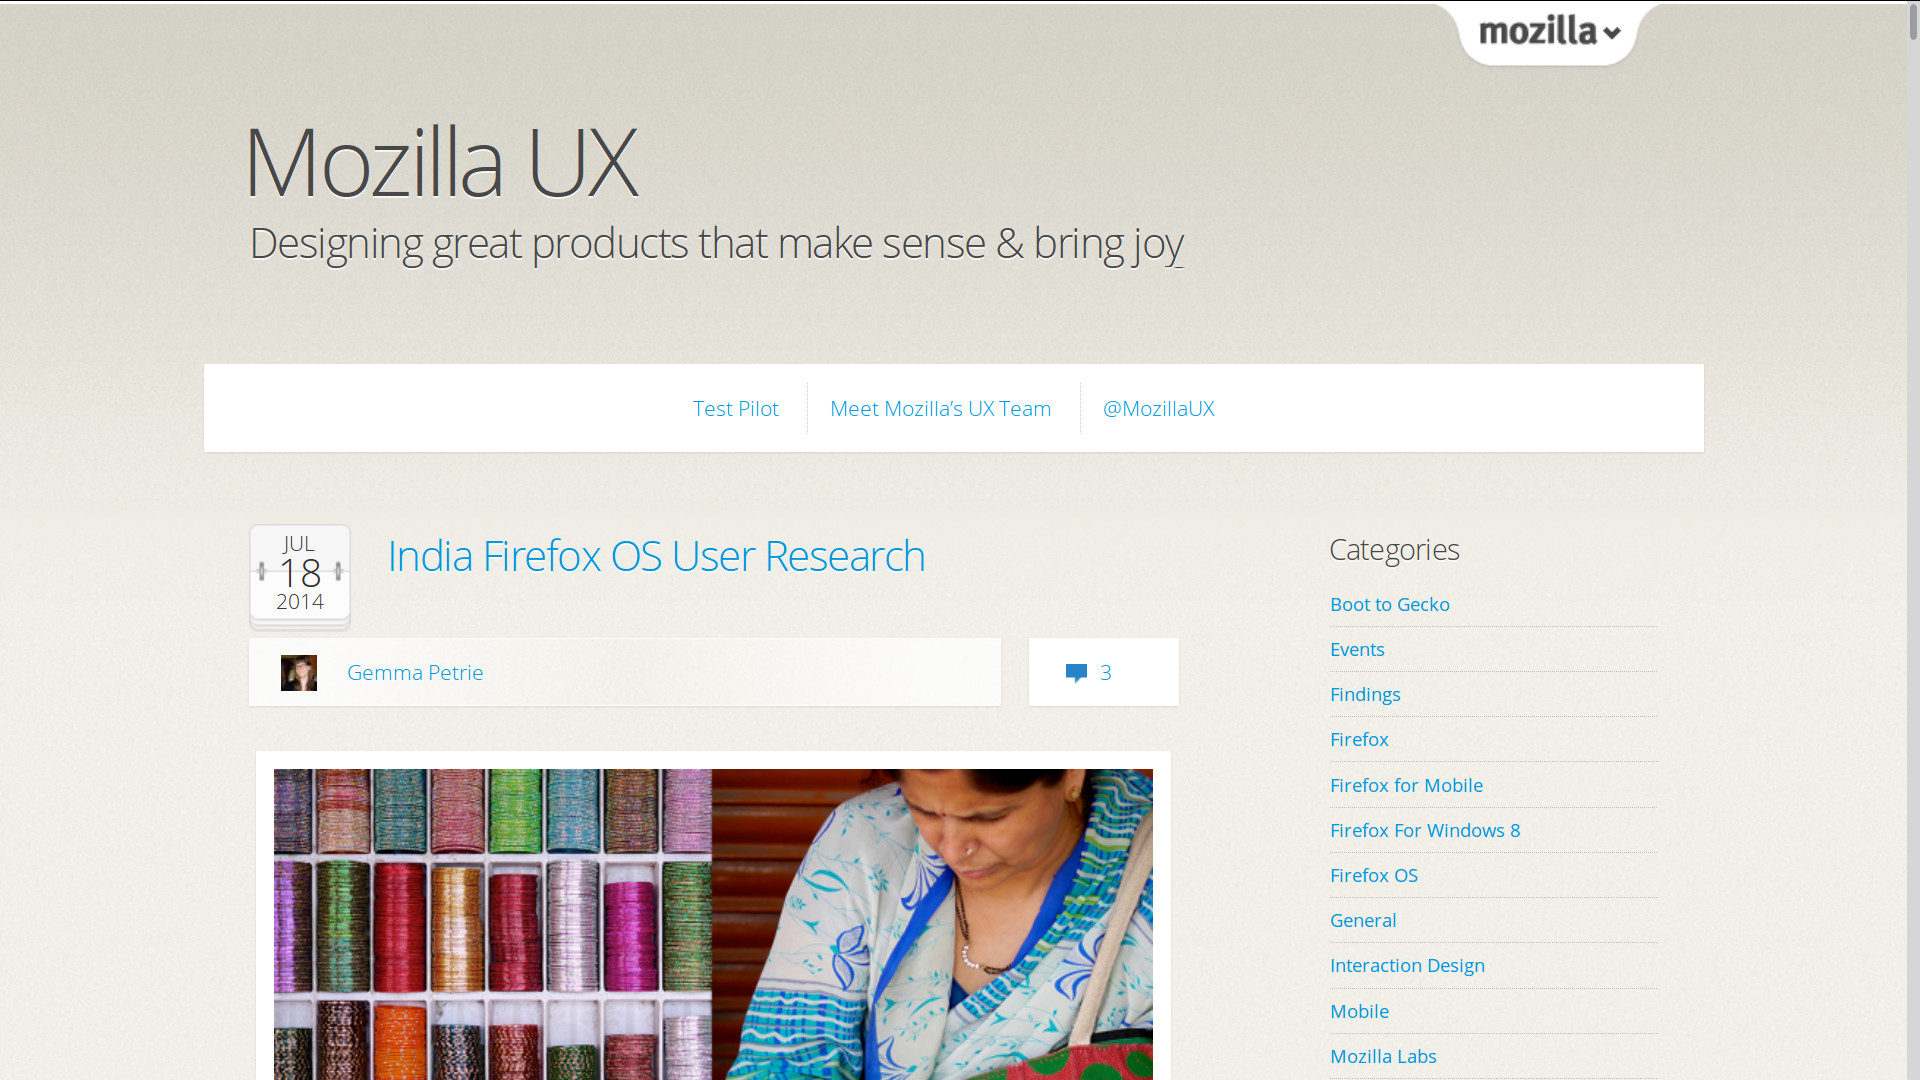 mozilla
Mozilla UX
Designing great products that make sense & bring joy
Test Pilot
Meet Mozilla’s UX Team
@MozillaUX
JUL
18
2014
India Firefox OS User Research
Gemma Petrie
3
Categories
Boot to Gecko
Events
Findings
Firefox
Firefox for Mobile
Firefox For Windows 8
Firefox OS
General
Interaction Design
Mobile
Mozilla Labs